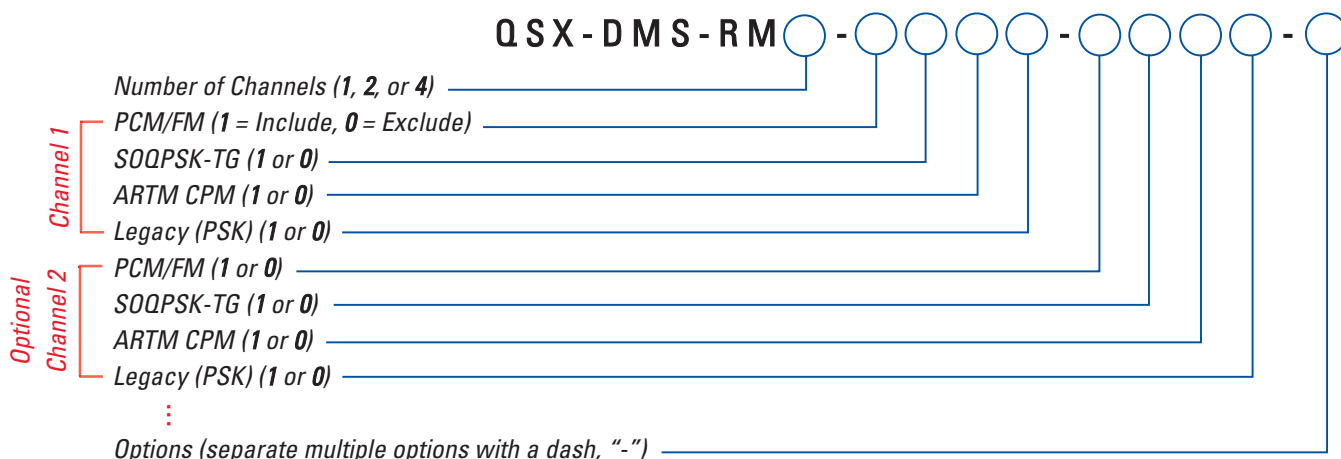 QSX-DMS-RM - - -
Number of Channels (1, 2, or 4)
Channel 1
PCM/FM (1 = Include, 0 = Exclude)
SOQPSK-TG (1 or 0)
ARTM CPM (1 or 0)
Legacy (PSK) (1 or 0)
Optional
Channel 2
PCM/FM (1 or 0)
SOQPSK-TG (1 or 0)
ARTM CPM (1 or 0)
Legacy (PSK) (1 or 0)
⋮
Options (separate multiple options with a dash, “-”)